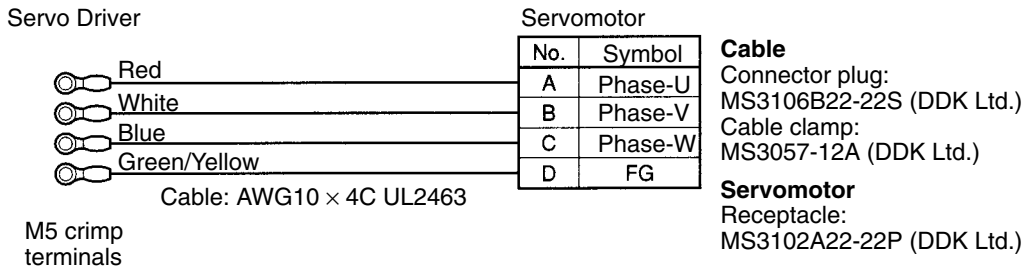 Servo Driver
Servomotor
No. Symbol
Red
A Phase-U
White
B Phase-V
Blue
C Phase-W
Green/Yellow
D FG
Cable: AWG10 × 4C UL2463
M5 crimp
terminals
Cable
Connector plug:
MS3106B22-22S (DDK Ltd.)
Cable clamp:
MS3057-12A (DDK Ltd.)
Servomotor
Receptacle:
MS3102A22-22P (DDK Ltd.)